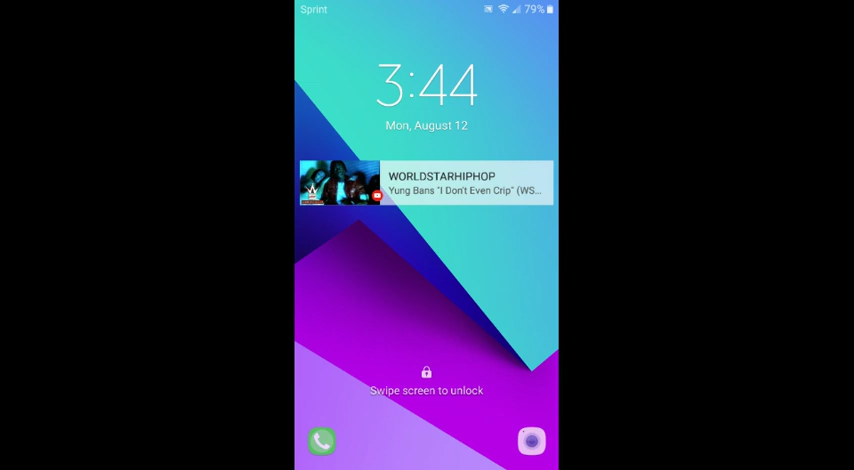 Sprint
79%
3:44
Mon, August 12
WORLDSTARHIPHOP
Yung Bans "I Don't Even Crip" (WS...
Swipe screen to unlock